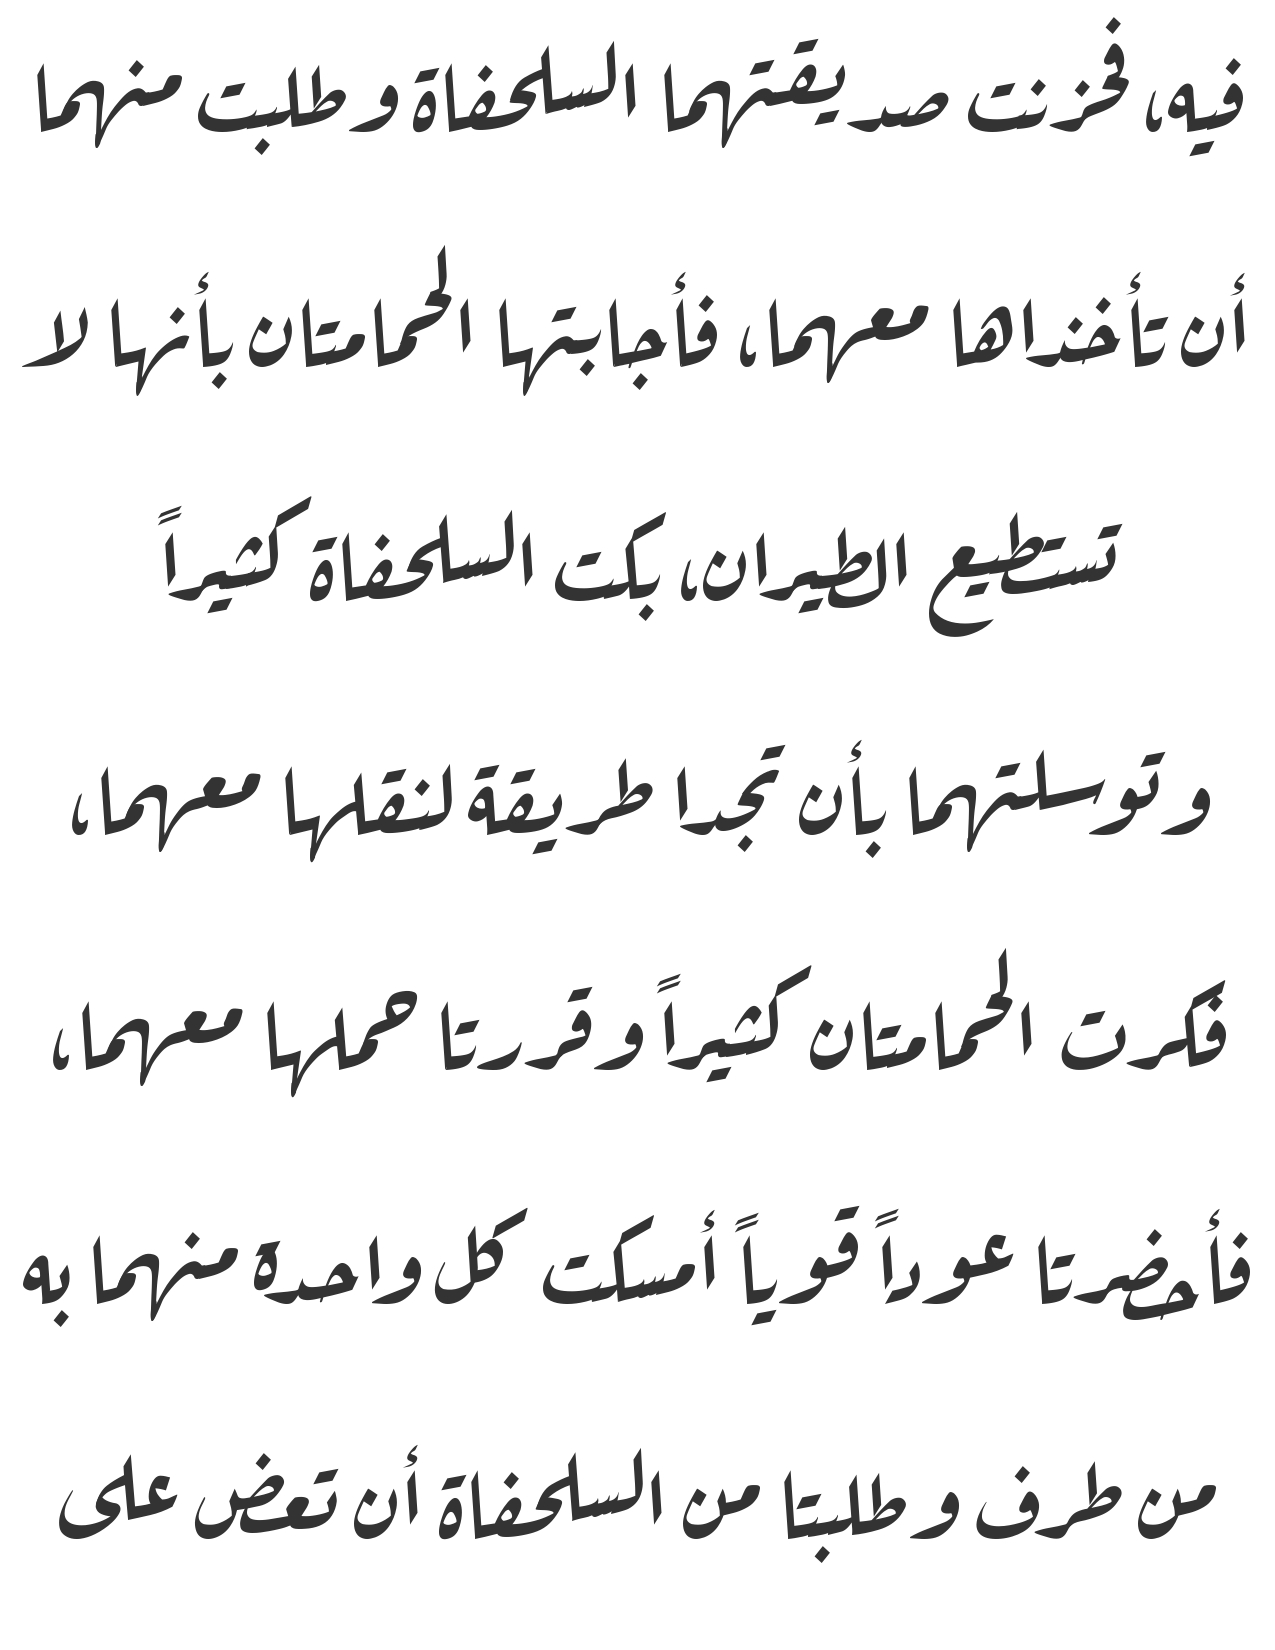 فيه، فحزنت صديقتهما السلحفاة و طلبت منهما
أن تأخذاها معهما، فأجابتها الحمامتان بأنها لا
تستطيع الطيران، بكت السلحفاة كثيراً
و توسلتهما بأن تجدا طريقة لنقلها معهما،
فكرت الحمامتان كثيراً و قررتا حملها معهما،
فأحضرتا عوداً قوياً أمسكت كل واحدة منهما به
من طرف و طلبتا من السلحفاة أن تعض على